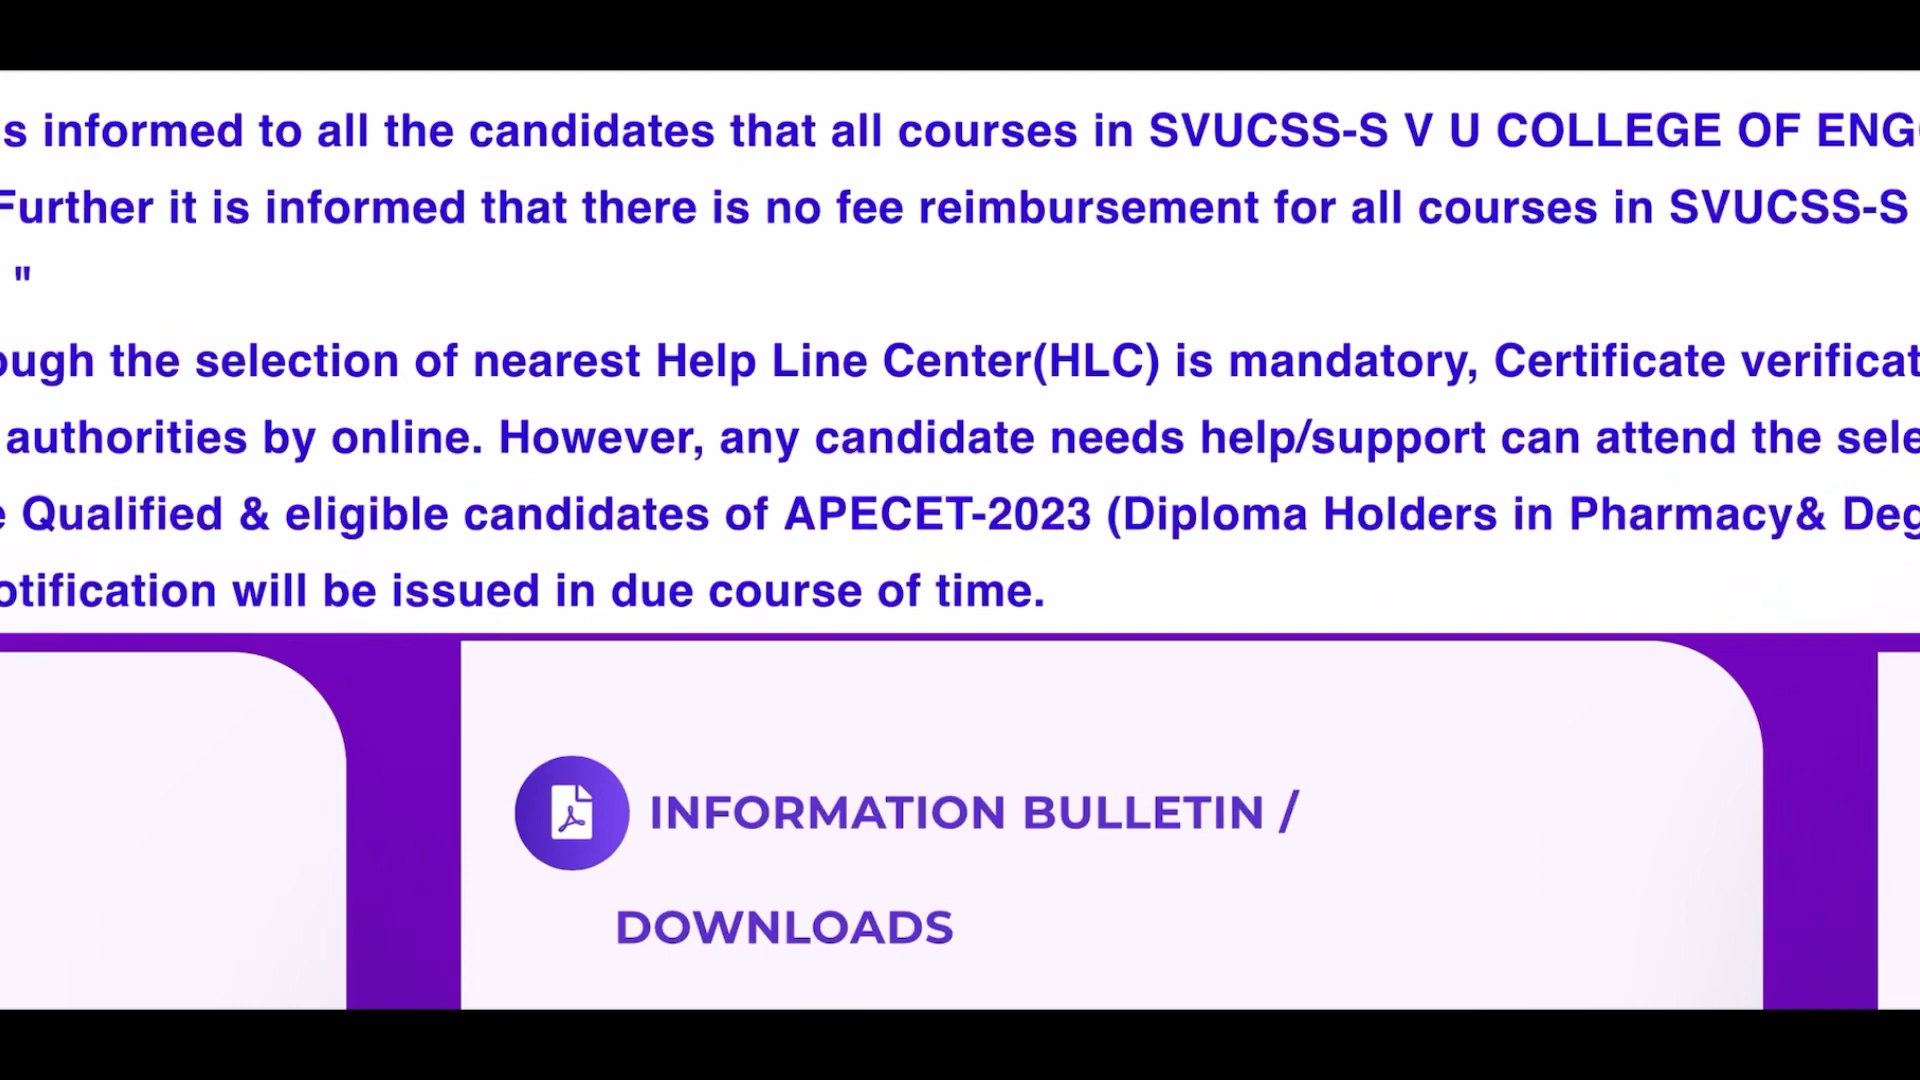 s informed to all the candidates that all courses in SVUCSS-S V U COLLEGE OF ENG
Further it is informed that there is no fee reimbursement for all courses in SVUCSS-S
"
ough the selection of nearest Help Line Center(HLC) is mandatory, Certificate verificat
authorities by online. However, any candidate needs help/support can attend the sele
e Qualified & eligible candidates of APECET-2023 (Diploma Holders in Pharmacy& Deg
otification will be issued in due course of time.
INFORMATION BULLETIN /
DOWNLOADS